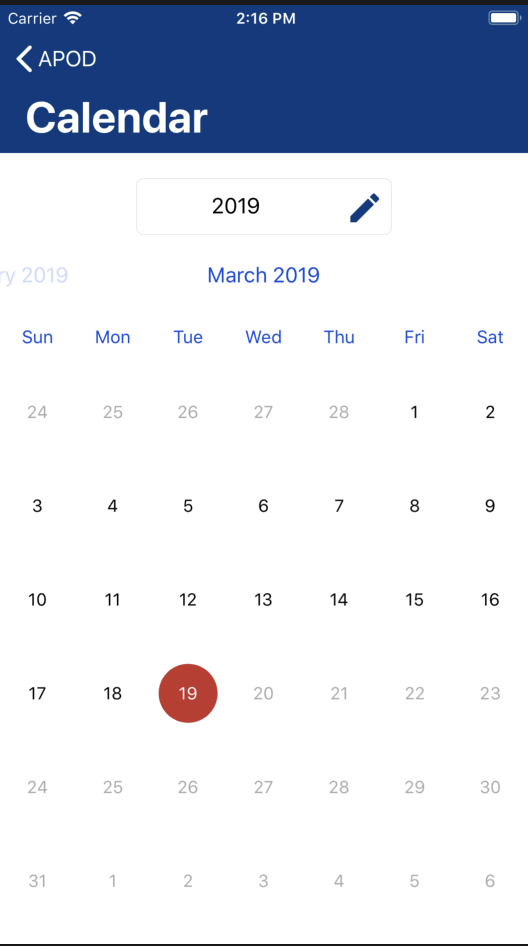 Carrier 2:16 PM
APOD
Calendar
2019
ry 2019 March 2019
Sun Mon Tue Wed Thu Fri Sat
24 25 26 27 28 1 2
3 4 5 6 7 8 9
10 11 12 13 14 15 16
17 18 19 20 21 22 23
24 25 26 27 28 29 30
31 1 2 3 4 5 6